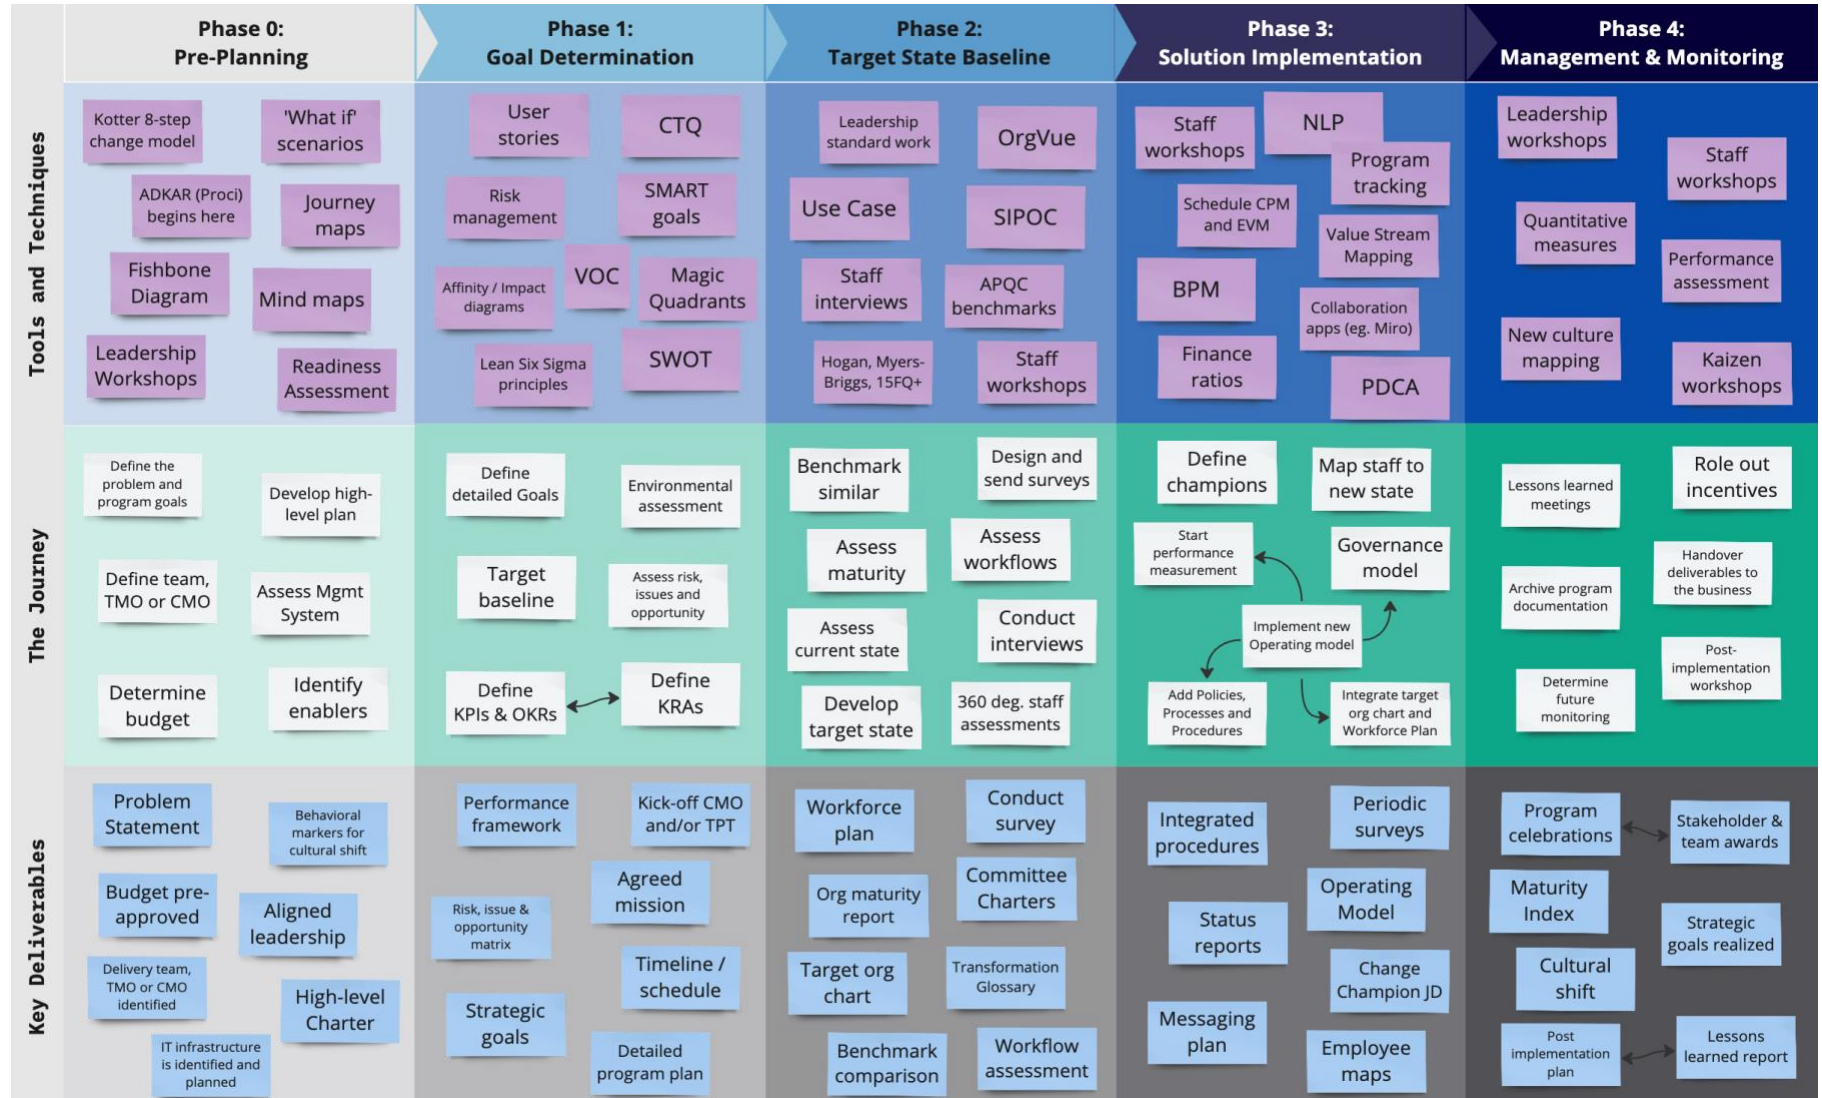 Phase 0:
Pre-Planning
Phase 1:
Goal Determination
Phase 2:
Target State Baseline
Phase 3:
Solution Implementation
Phase 4:
Management & Monitoring
Tools and Techniques
Kotter 8-step
change model
'What if'
scenarios
ADKAR (Proci)
begins here
Journey
maps
Fishbone
Diagram
Mind maps
Leadership
Workshops
Readiness
Assessment
User
stories
CTQ
Risk
management
SMART
goals
VOC
Affinity / Impact
diagrams
Magic
Quadrants
Lean Six Sigma
principles
SWOT
Leadership
standard work
OrgVue
Use Case
SIPOC
Staff
interviews
APQC
benchmarks
Hogan, Myers-
Briggs, 15FQ+
Staff
workshops
Staff
workshops
NLP
Program
tracking
Schedule CPM
and EVM
Value Stream
Mapping
BPM
Collaboration
apps (eg. Miro)
Finance
ratios
PDCA
Leadership
workshops
Staff
workshops
Quantitative
measures
Performance
assessment
New culture
mapping
Kaizen
workshops
The Journey
Define the
problem and
program goals
Develop high-
level plan
Define team,
TMO or CMO
Assess Mgmt
System
Determine
budget
Identify
enablers
Define
detailed Goals
Environmental
assessment
Target
baseline
Assess risk,
issues and
opportunity
Define
KPIs & OKRs
Define
KRAs
Benchmark
similar
Design and
send surveys
Assess
maturity
Assess
workflows
Assess
current state
Conduct
interviews
Develop
target state
360 deg. staff
assessments
Define
champions
Map staff to
new state
Start
performance
measurement
Governance
model
Implement new
Operating model
Add Policies,
Processes and
Procedures
Integrate target
org chart and
Workforce Plan
Lessons learned
meetings
Role out
incentives
Handover
deliverables to
the business
Archive program
documentation
Post-
implementation
workshop
Determine
future
monitoring
Key Deliverables
Problem
Statement
Behavioral
markers for
cultural shift
Budget pre-
approved
Aligned
leadership
Delivery team,
TMO or CMO
identified
High-level
Charter
IT infrastructure
is identified and
planned
Performance
framework
Kick-off CMO
and/or TPT
Agreed
mission
Risk, issue &
opportunity
matrix
Timeline /
schedule
Strategic
goals
Detailed
program plan
Workforce
plan
Conduct
survey
Org maturity
report
Committee
Charters
Target org
chart
Transformation
Glossary
Benchmark
comparison
Workflow
assessment
Integrated
procedures
Periodic
surveys
Status
reports
Operating
Model
Change
Champion JD
Messaging
plan
Employee
maps
Program
celebrations
Stakeholder &
team awards
Maturity
Index
Strategic
goals realized
Cultural
shift
Post
implementation
plan
Lessons
learned report